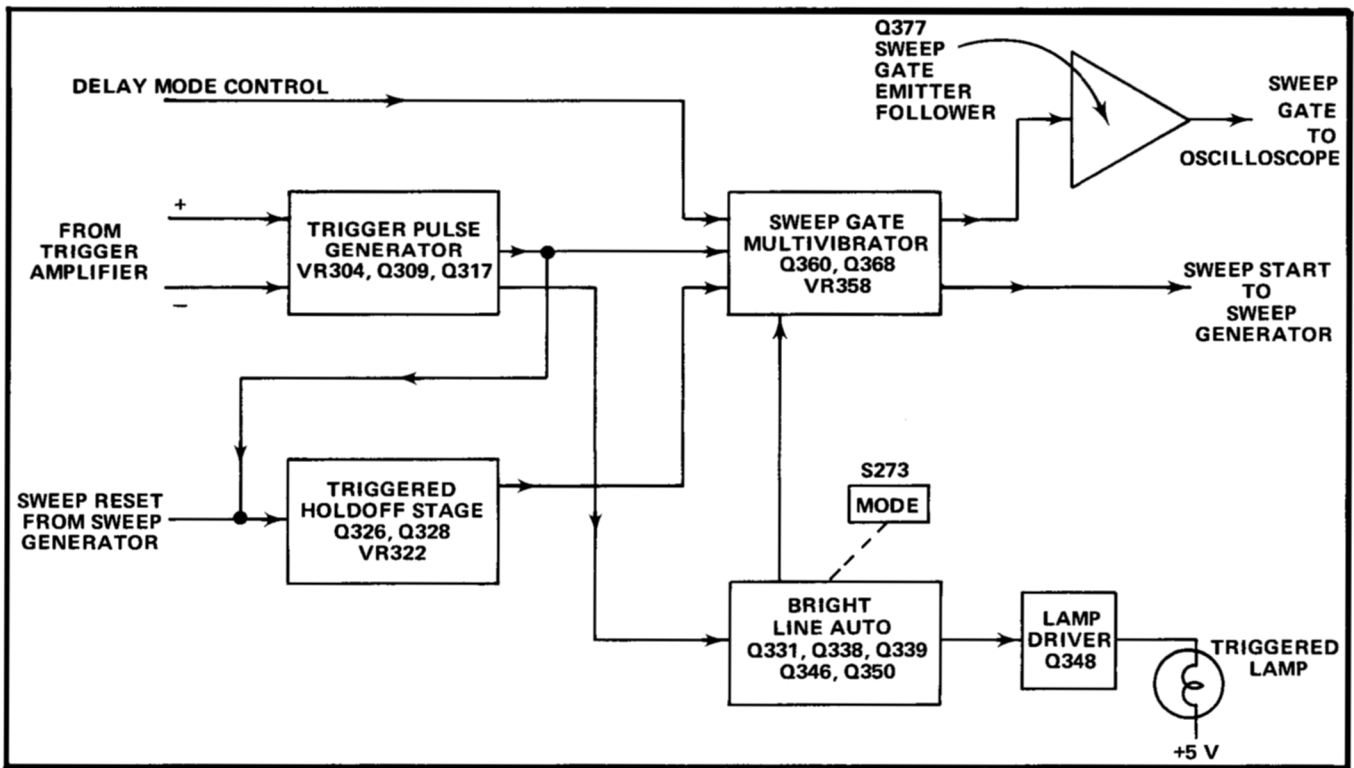 Q377
SWEEP
GATE
EMITTER
FOLLOWER
DELAY MODE CONTROL
SWEEP
GATE
TO
OSCILLOSCOPE
+
FROM
TRIGGER
AMPLIFIER
−
TRIGGER PULSE
GENERATOR
VR304, Q309, Q317
SWEEP GATE
MULTIVIBRATOR
Q360, Q368
VR358
SWEEP START
TO
SWEEP
GENERATOR
SWEEP RESET
FROM SWEEP
GENERATOR
TRIGGERED
HOLDOFF STAGE
Q326, Q328
VR322
S273
MODE
BRIGHT
LINE AUTO
Q331, Q338, Q339
Q346, Q350
LAMP
DRIVER
Q348
TRIGGERED
LAMP
+5 V